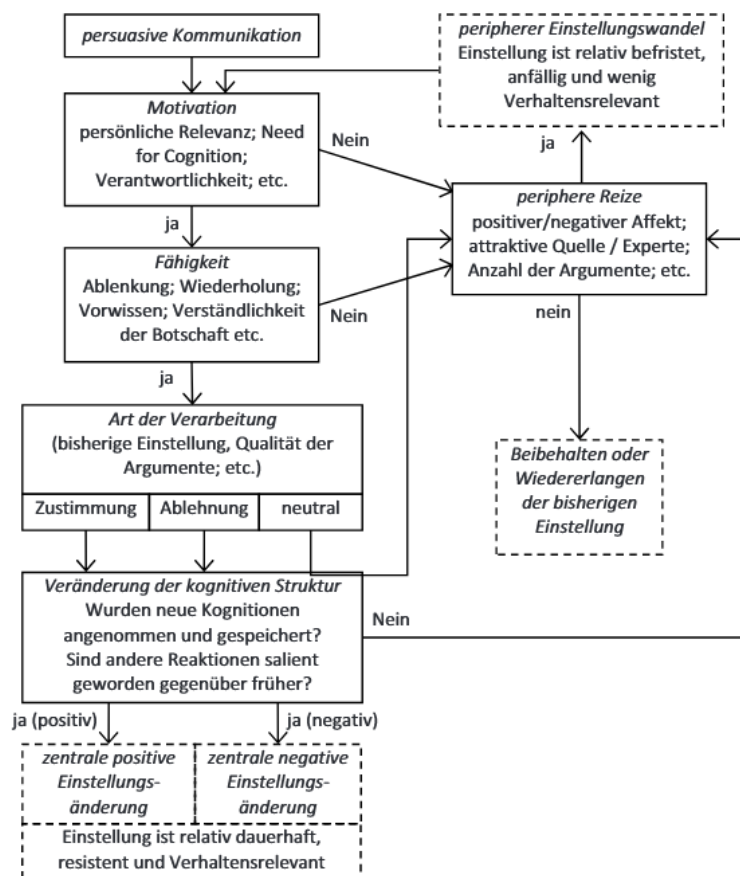 persuasive Kommunikation
peripherer Einstellungswandel
Einstellung ist relativ befristet,
anfällig und wenig
Verhaltensrelevant
Motivation
persönliche Relevanz; Need
for Cognition;
Verantwortlichkeit; etc.
Nein
ja
periphere Reize
positiver/negativer Affekt;
attraktive Quelle / Experte;
Anzahl der Argumente; etc.
ja
Fähigkeit
Ablenkung; Wiederholung;
Vorwissen; Verständlichkeit
der Botschaft etc.
Nein
nein
ja
Art der Verarbeitung
(bisherige Einstellung, Qualität der
Argumente; etc.)
Zustimmung
Ablehnung
neutral
Beibehalten oder
Wiedererlangen
der bisherigen
Einstellung
Veränderung der kognitiven Struktur
Wurden neue Kognitionen
angenommen und gespeichert?
Sind andere Reaktionen salient
geworden gegenüber früher?
Nein
ja (positiv)
ja (negativ)
zentrale positive
Einstellungs-
änderung
zentrale negative
Einstellungs-
änderung
Einstellung ist relativ dauerhaft,
resistent und Verhaltensrelevant